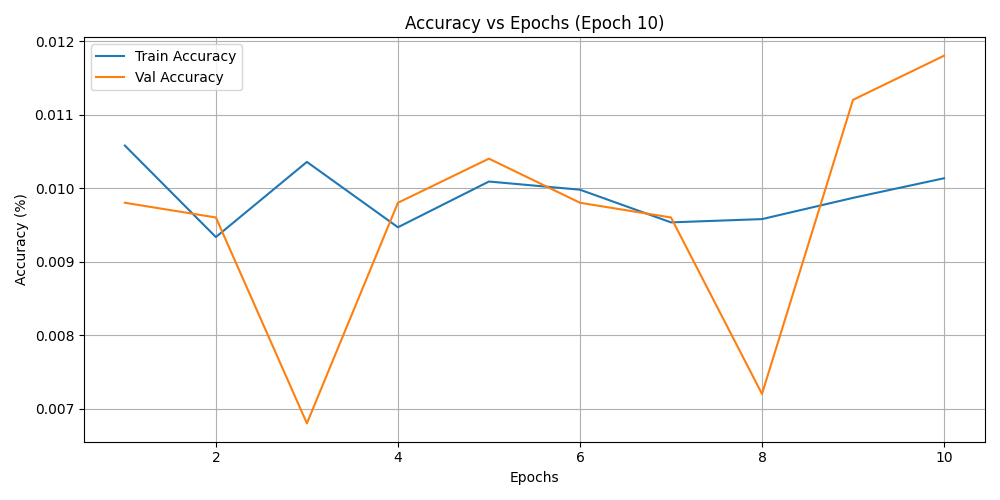 Accuracy vs Epochs (Epoch 10)
Train Accuracy
Val Accuracy
Accuracy (%)
0.012
0.011
0.010
0.009
0.008
0.007
2 4 6 8 10
Epochs